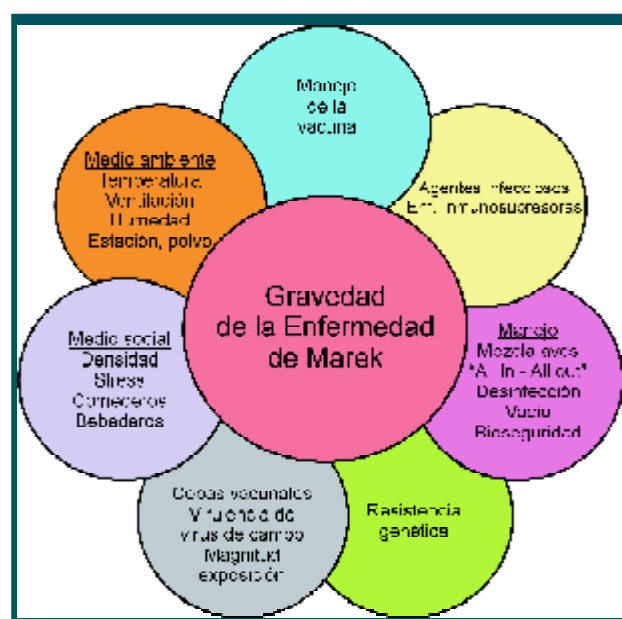 Manejo
de la
vacuna
Agentes infecciosos
Enf. Inmunosupresoras
Manejo
Mezcla aves
"All In - All out"
Desinfección
Vacio
Bioseguridad
Resistencia
genética
Cepas vacunales
Virulencia de
virus de campo
Magnitud
exposición
Medio social
Densidad
Stress
Comederos
Bebederos
Medio ambiente
Temperatura
Ventilación
Humedad
Estación, polvo
Gravedad
de la Enfermedad
de Marek